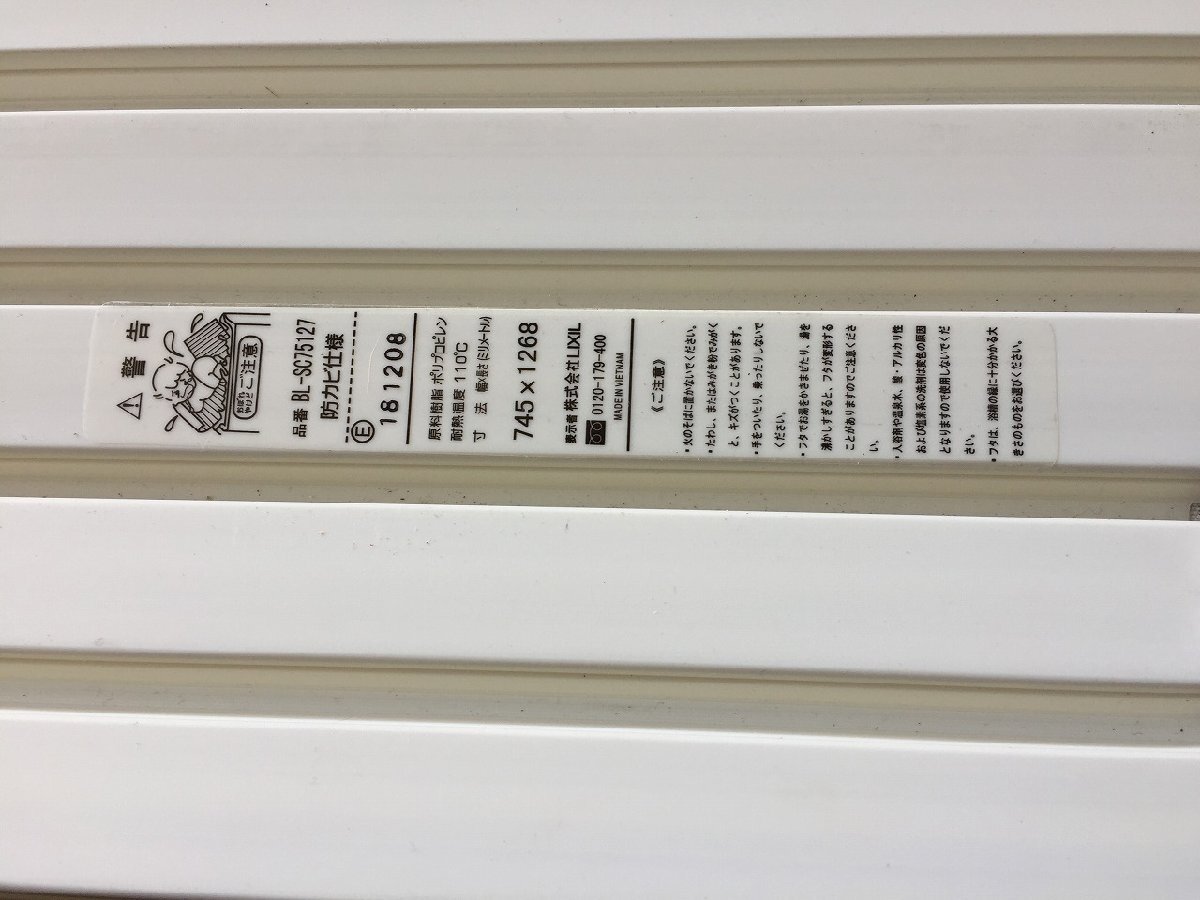 警告
おぼれ
やけど ご注意
品番 BL-SC75127
防カビ仕様
E 181208
原料樹脂 ポリプロピレン
耐熱温度 110℃
寸法 幅×長さ(ミリメートル)
745×1268
表示者 株式会社LIXIL
0120-179-400
MADE IN VIETNAM
《ご注意》
・火のそばに置かないでください。
・たわし、またはみがき粉でみがく
と、キズがつくことがあります。
・手をついたり、乗ったりしないで
ください。
・フタでお湯をかきまぜたり、湯を
沸かしすぎると、フタが変形する
ことがありますのでご注意くださ
い。
・入浴剤や温泉水、酸・アルカリ性
および塩素系の洗剤は変色の原因
となりますので使用しないでくだ
さい。
・フタは、浴槽の縁に十分かかる大
きさのものをお選びください。